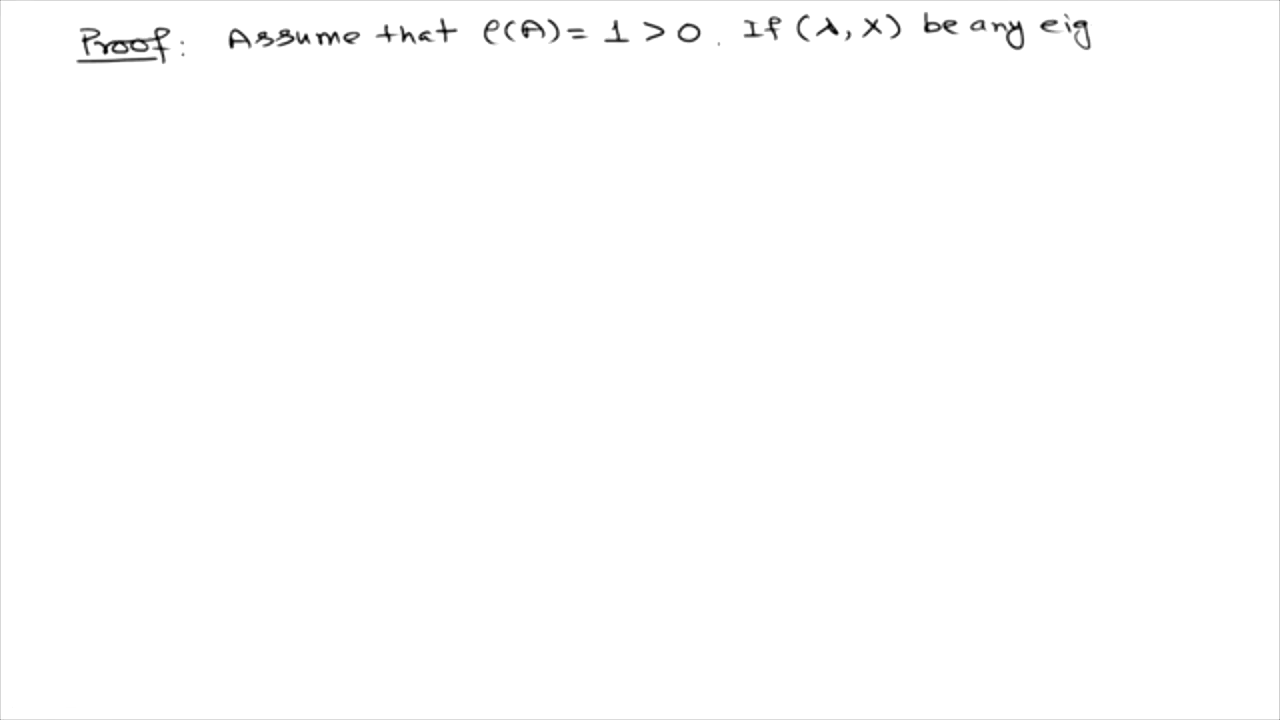 Proof: Assume that ρ(A) = 1 > 0. If (λ, x) be any eig